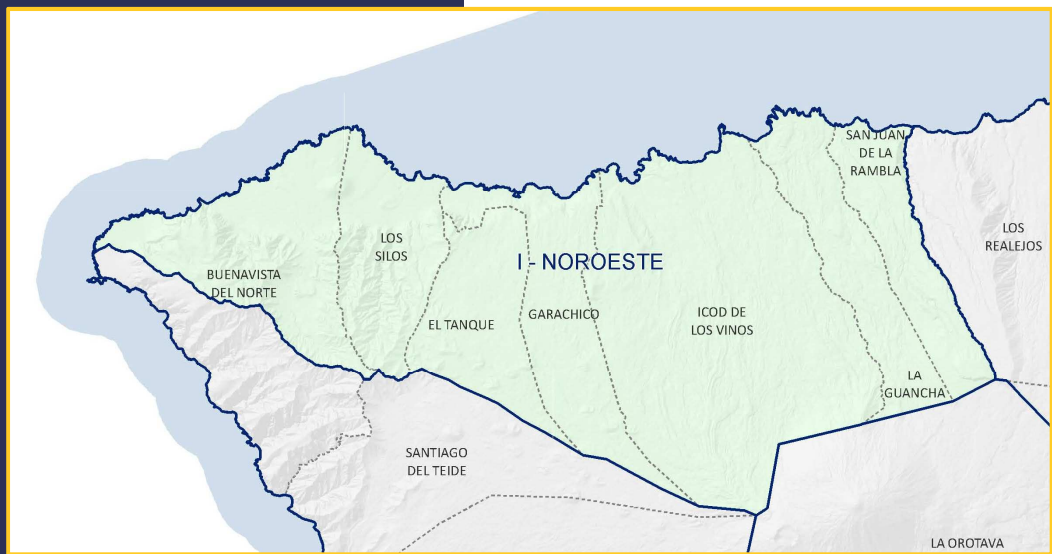 SAN JUAN
DE LA
RAMBLA
LOS
REALEJOS
LOS
SILOS
I - NOROESTE
BUENAVISTA
DEL NORTE
EL TANQUE
GARACHICO
ICOD DE
LOS VINOS
LA
GUANCHA
SANTIAGO
DEL TEIDE
LA OROTAVA